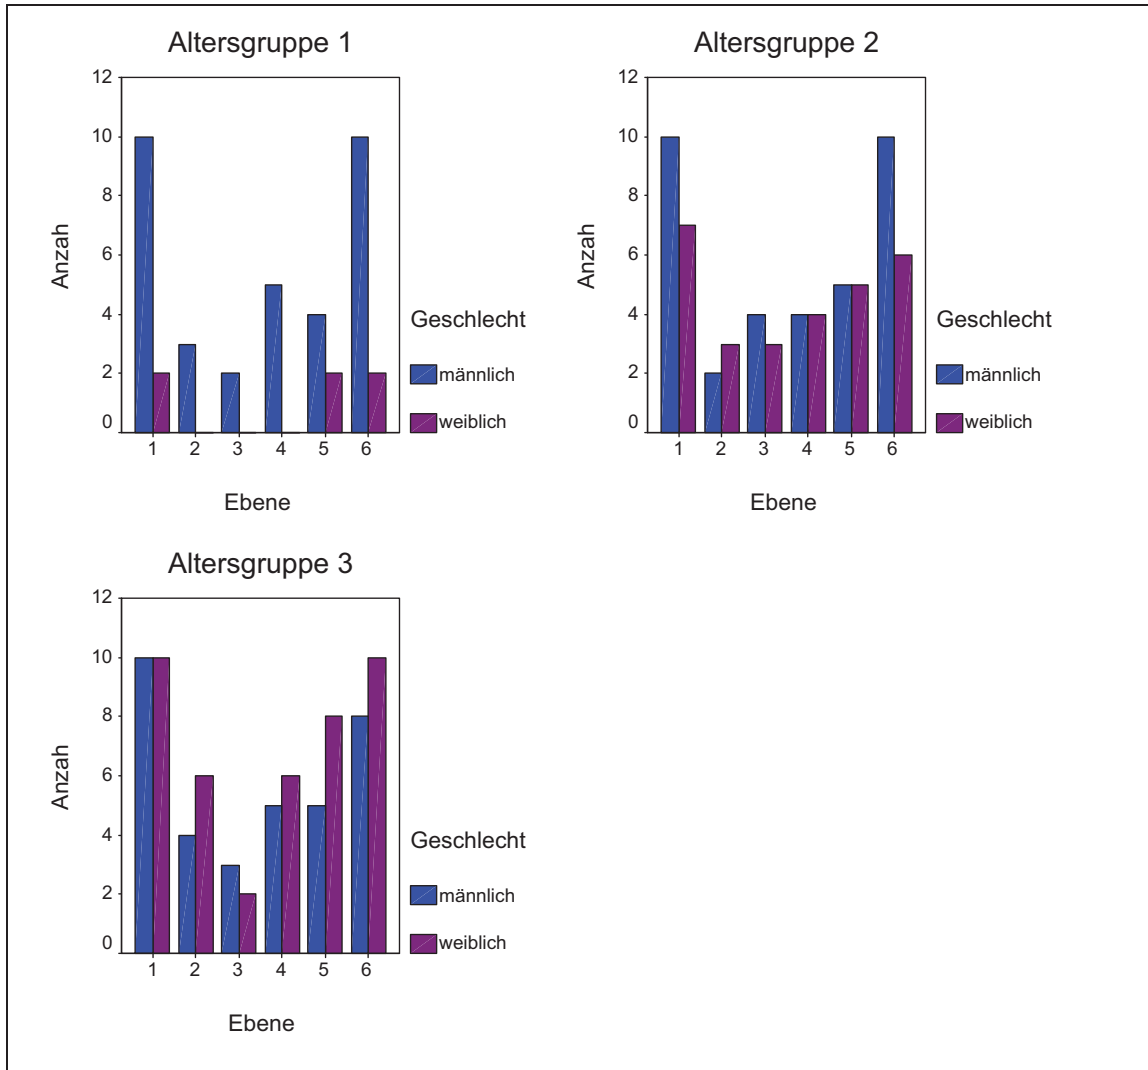 Altersgruppe 1
12
10
8
6
4
2
0
Anzah
1 2 3 4 5 6
Ebene
Geschlecht
männlich
weiblich
Altersgruppe 2
12
10
8
6
4
2
0
Anzah
1 2 3 4 5 6
Ebene
Geschlecht
männlich
weiblich
Altersgruppe 3
12
10
8
6
4
2
0
Anzah
1 2 3 4 5 6
Ebene
Geschlecht
männlich
weiblich